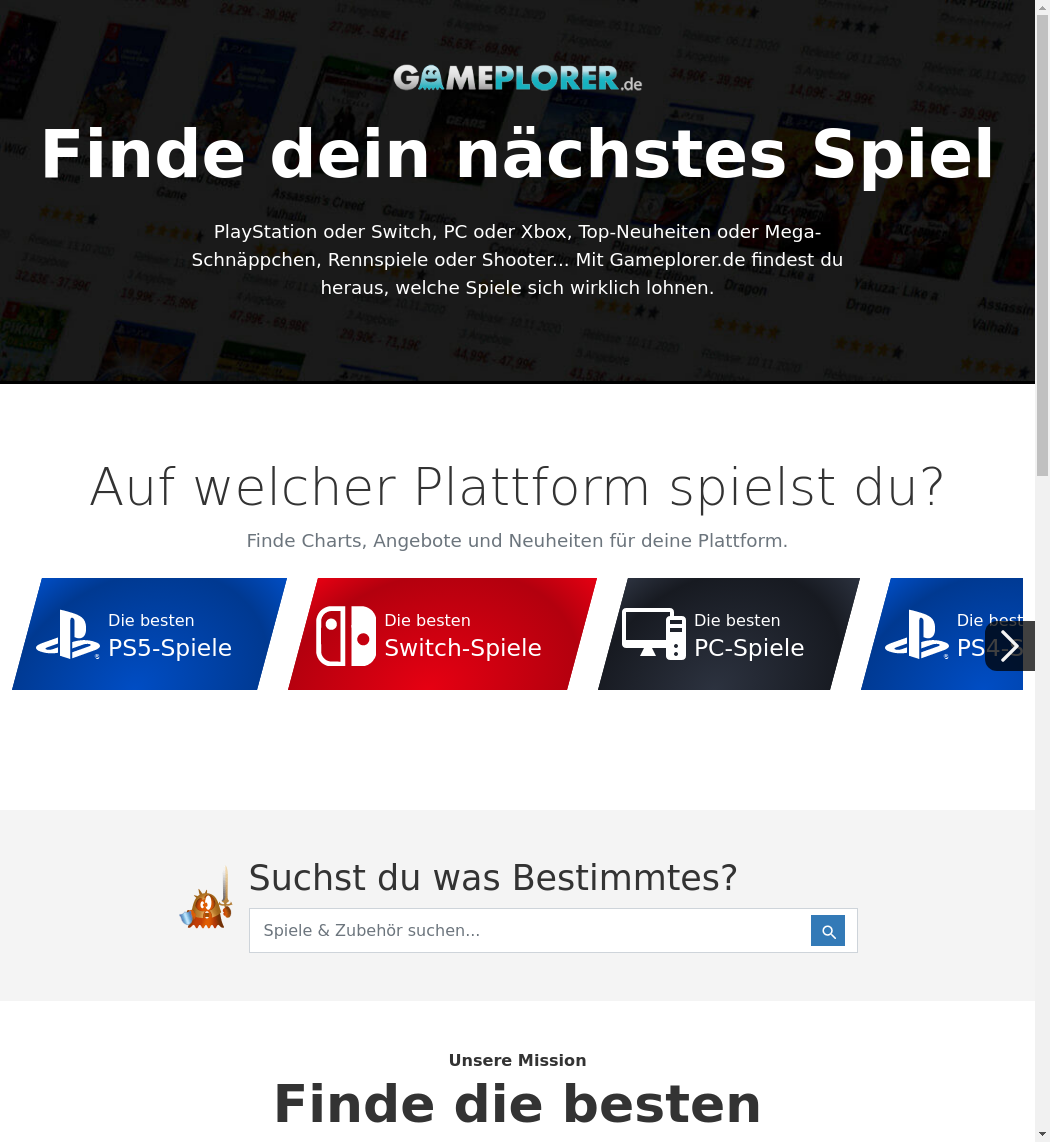 GAMEPLORER.de
Finde dein nächstes Spiel
PlayStation oder Switch, PC oder Xbox, Top-Neuheiten oder Mega-
Schnäppchen, Rennspiele oder Shooter... Mit Gameplorer.de findest du
heraus, welche Spiele sich wirklich lohnen.
Auf welcher Plattform spielst du?
Finde Charts, Angebote und Neuheiten für deine Plattform.
Die besten
PS5-Spiele
Die besten
Switch-Spiele
Die besten
PC-Spiele
Die best
PS4-S
Suchst du was Bestimmtes?
Spiele & Zubehör suchen...
Unsere Mission
Finde die besten